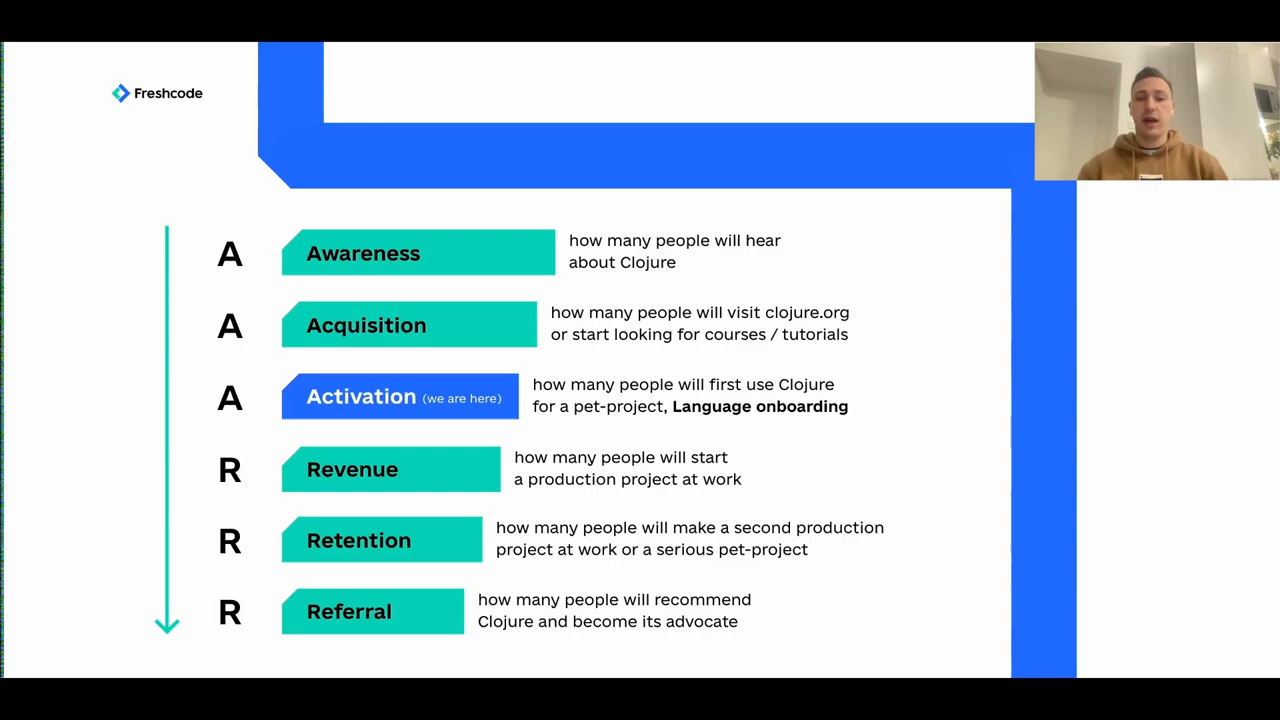 Freshcode
A
Awareness
how many people will hear
about Clojure
A
Acquisition
how many people will visit clojure.org
or start looking for courses / tutorials
A
Activation (we are here)
how many people will first use Clojure
for a pet-project, Language onboarding
R
Revenue
how many people will start
a production project at work
R
Retention
how many people will make a second production
project at work or a serious pet-project
R
Referral
how many people will recommend
Clojure and become its advocate